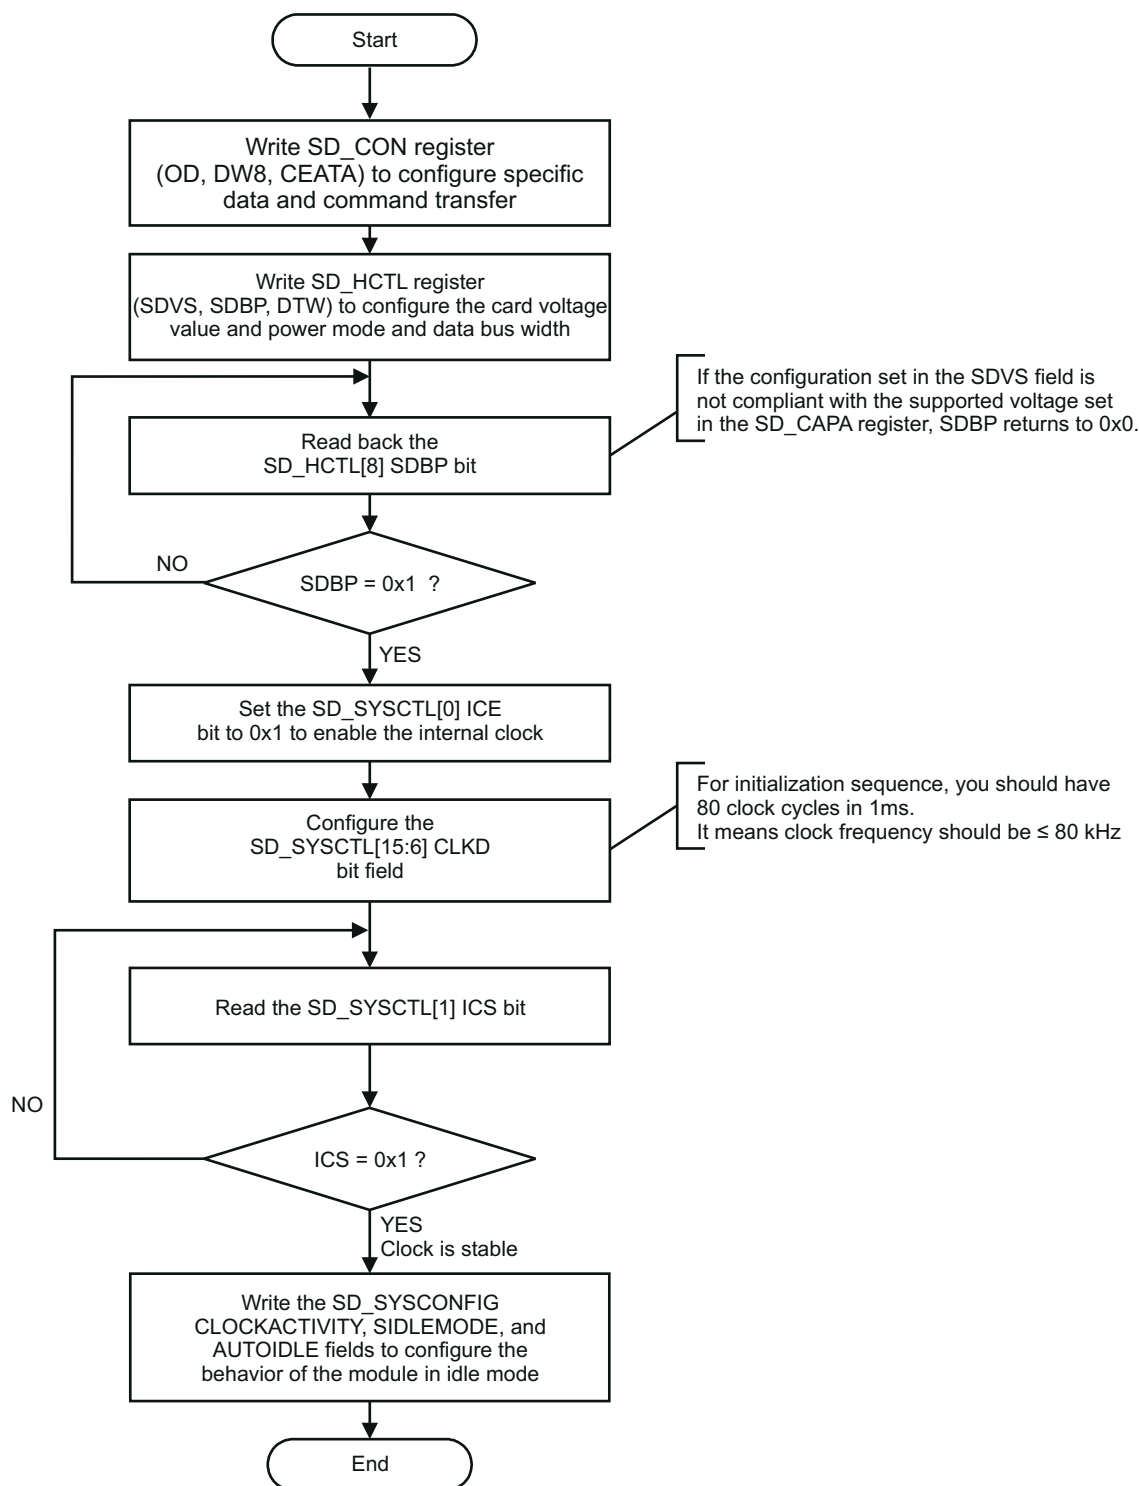 Start
Write SD_CON register
(OD, DW8, CEATA) to configure specific
data and command transfer
Write SD_HCTL register
(SDVS, SDBP, DTW) to configure the card voltage
value and power mode and data bus width
If the configuration set in the SDVS field is
not compliant with the supported voltage set
in the SD_CAPA register, SDBP returns to 0x0.
Read back the
SD_HCTL[8] SDBP bit
NO
SDBP = 0x1 ?
YES
Set the SD_SYSCTL[0] ICE
bit to 0x1 to enable the internal clock
For initialization sequence, you should have
80 clock cycles in 1ms.
It means clock frequency should be ≤ 80 kHz
Configure the
SD_SYSCTL[15:6] CLKD
bit field
Read the SD_SYSCTL[1] ICS bit
NO
ICS = 0x1 ?
YES
Clock is stable
Write the SD_SYSCONFIG
CLOCKACTIVITY, SIDLEMODE, and
AUTOIDLE fields to configure the
behavior of the module in idle mode
End